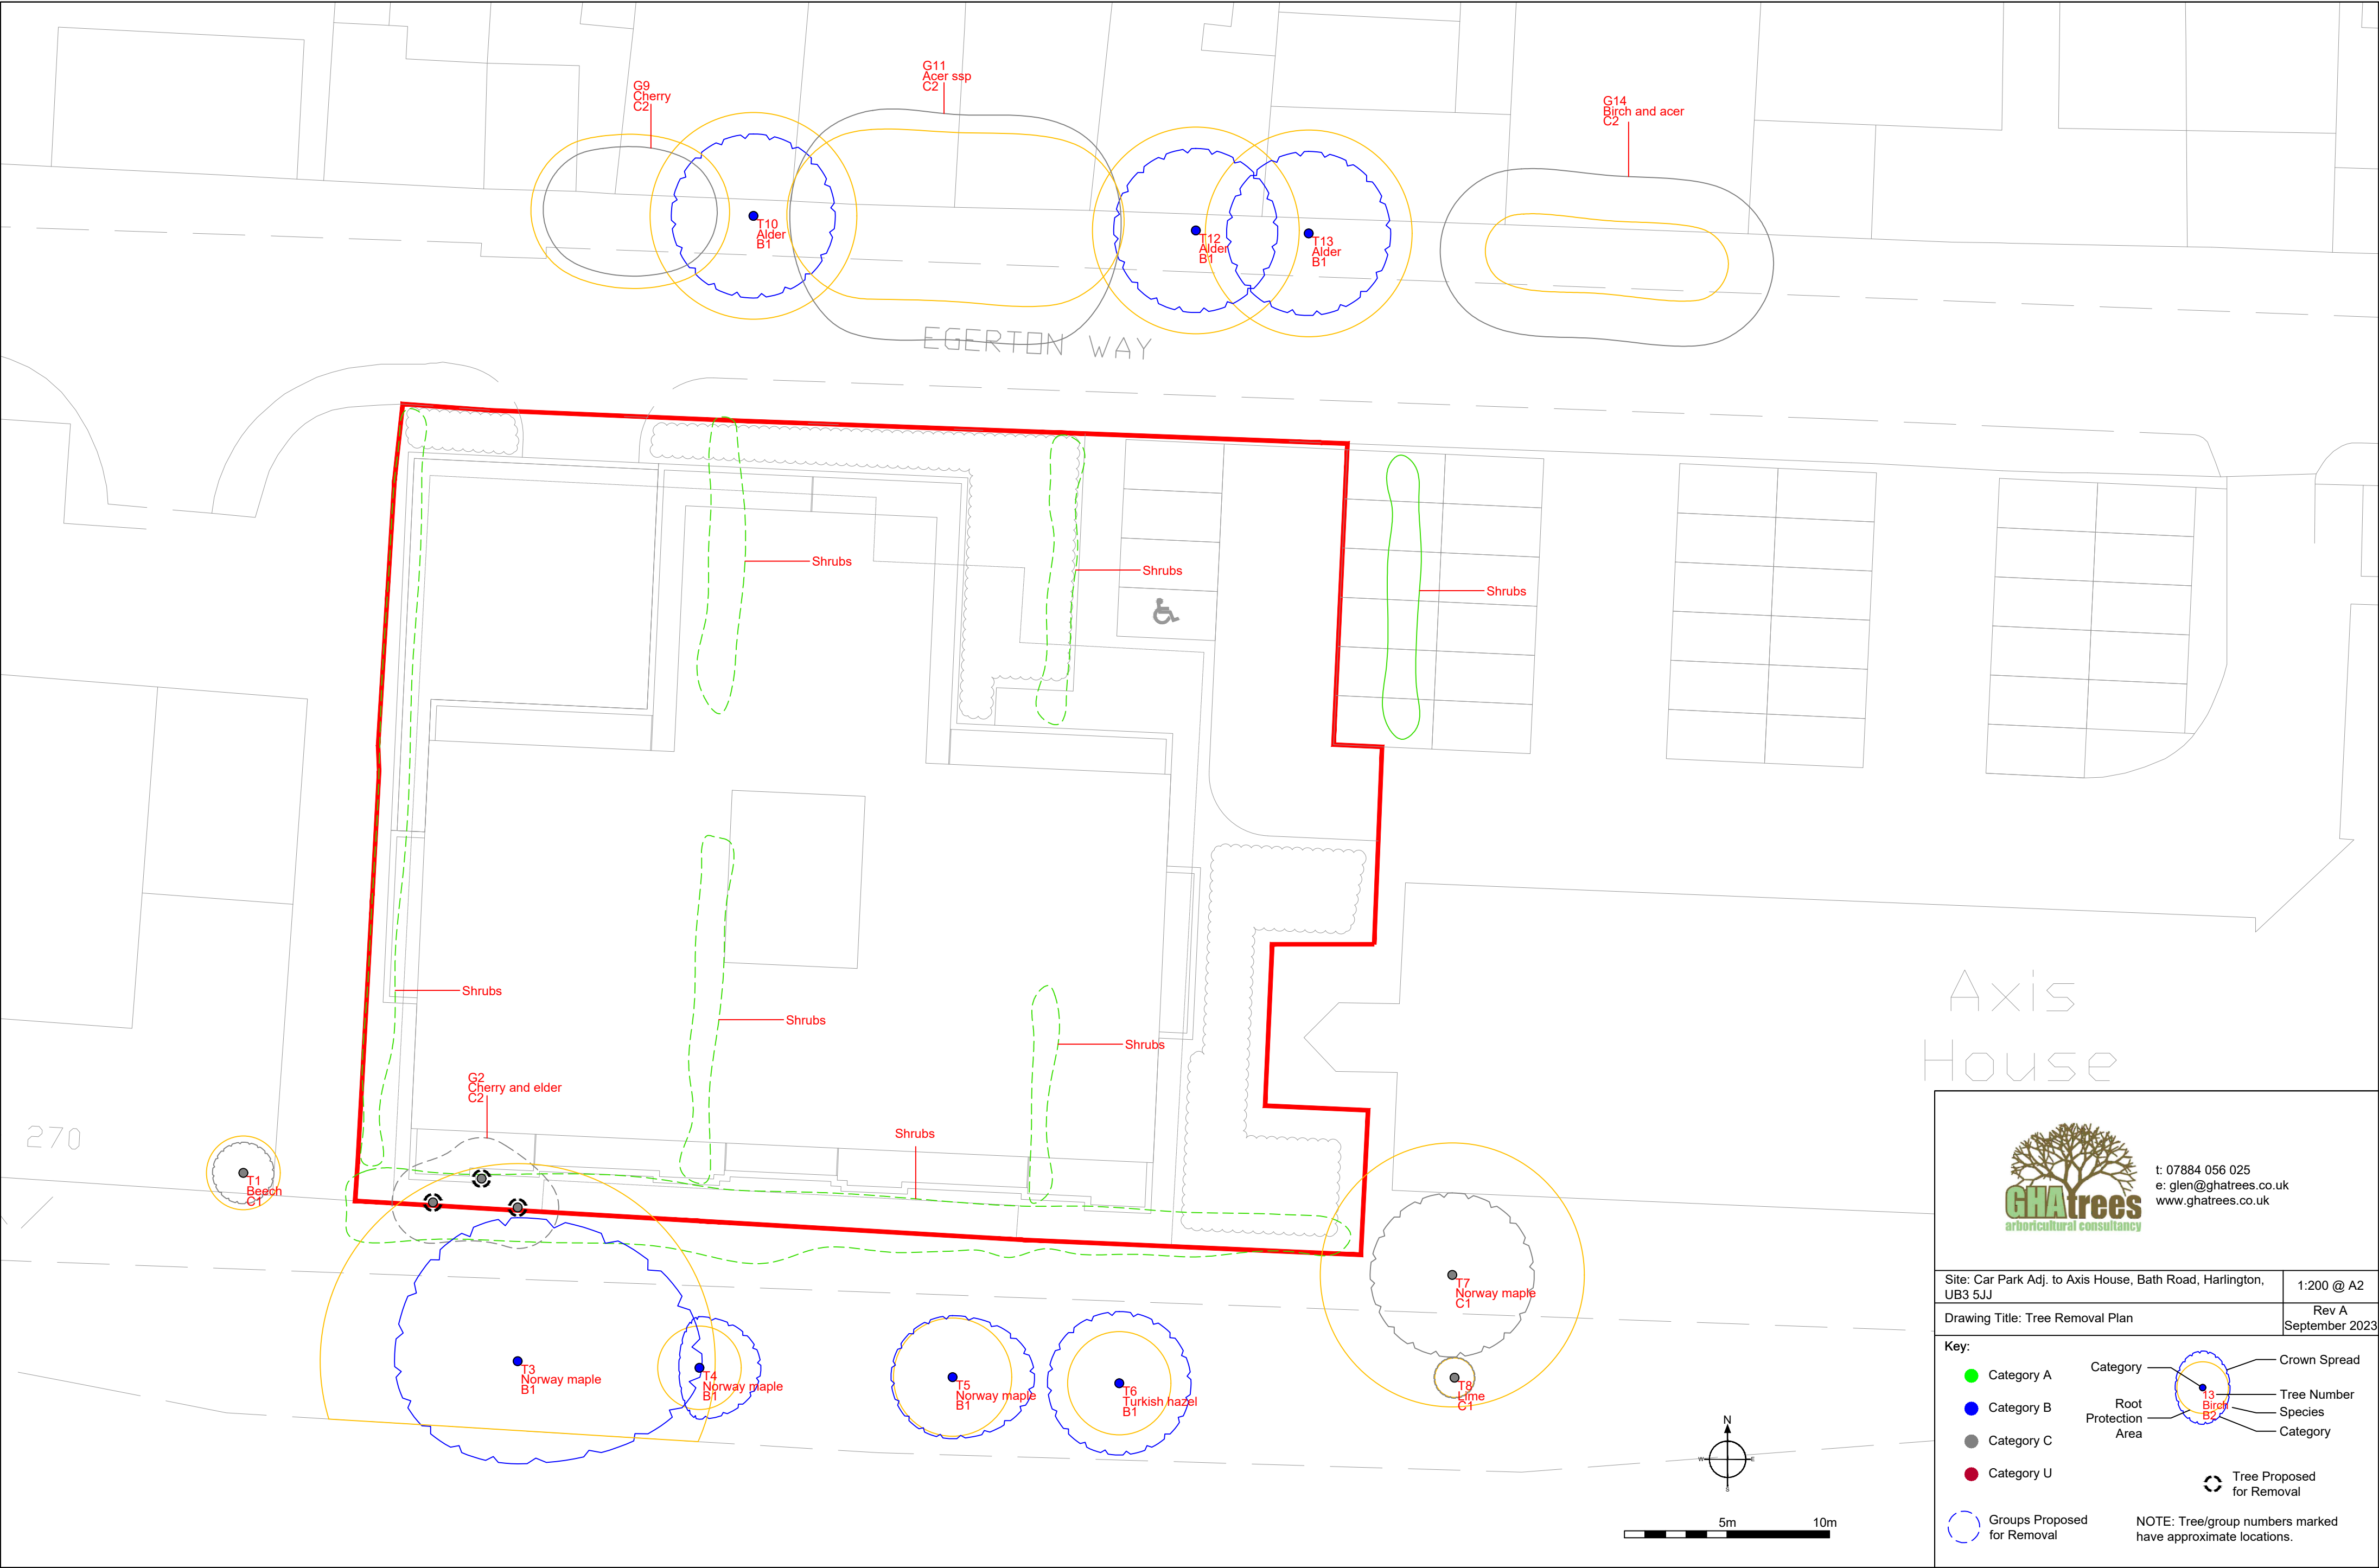 G9
Cherry
C2
G11
Acer ssp
C2
G14
Birch and acer
C2
T10
Alder
B1
T12
Alder
B1
T13
Alder
B1
EGERTON WAY
Shrubs
Shrubs
Shrubs
Shrubs
Shrubs
Shrubs
Shrubs
G2
Cherry and elder
C2
270
T1
Beech
C1
T3
Norway maple
B1
T4
Norway maple
B1
T5
Norway maple
B1
T6
Turkish hazel
B1
T7
Norway maple
C1
T8
Lime
C1
Axis
House
N
W
E
S
5m
10m
GHAtrees
arboricultural consultancy
t: 07884 056 025
e: glen@ghatrees.co.uk
www.ghatrees.co.uk
Site: Car Park Adj. to Axis House, Bath Road, Harlington,
UB3 5JJ
1:200 @ A2
Drawing Title: Tree Removal Plan
Rev A
September 2023
Key:
Category A
Category B
Category C
Category U
Category
Root
Protection
Area
13
Birch
B2
Crown Spread
Tree Number
Species
Category
Tree Proposed
for Removal
Groups Proposed
for Removal
NOTE: Tree/group numbers marked
have approximate locations.